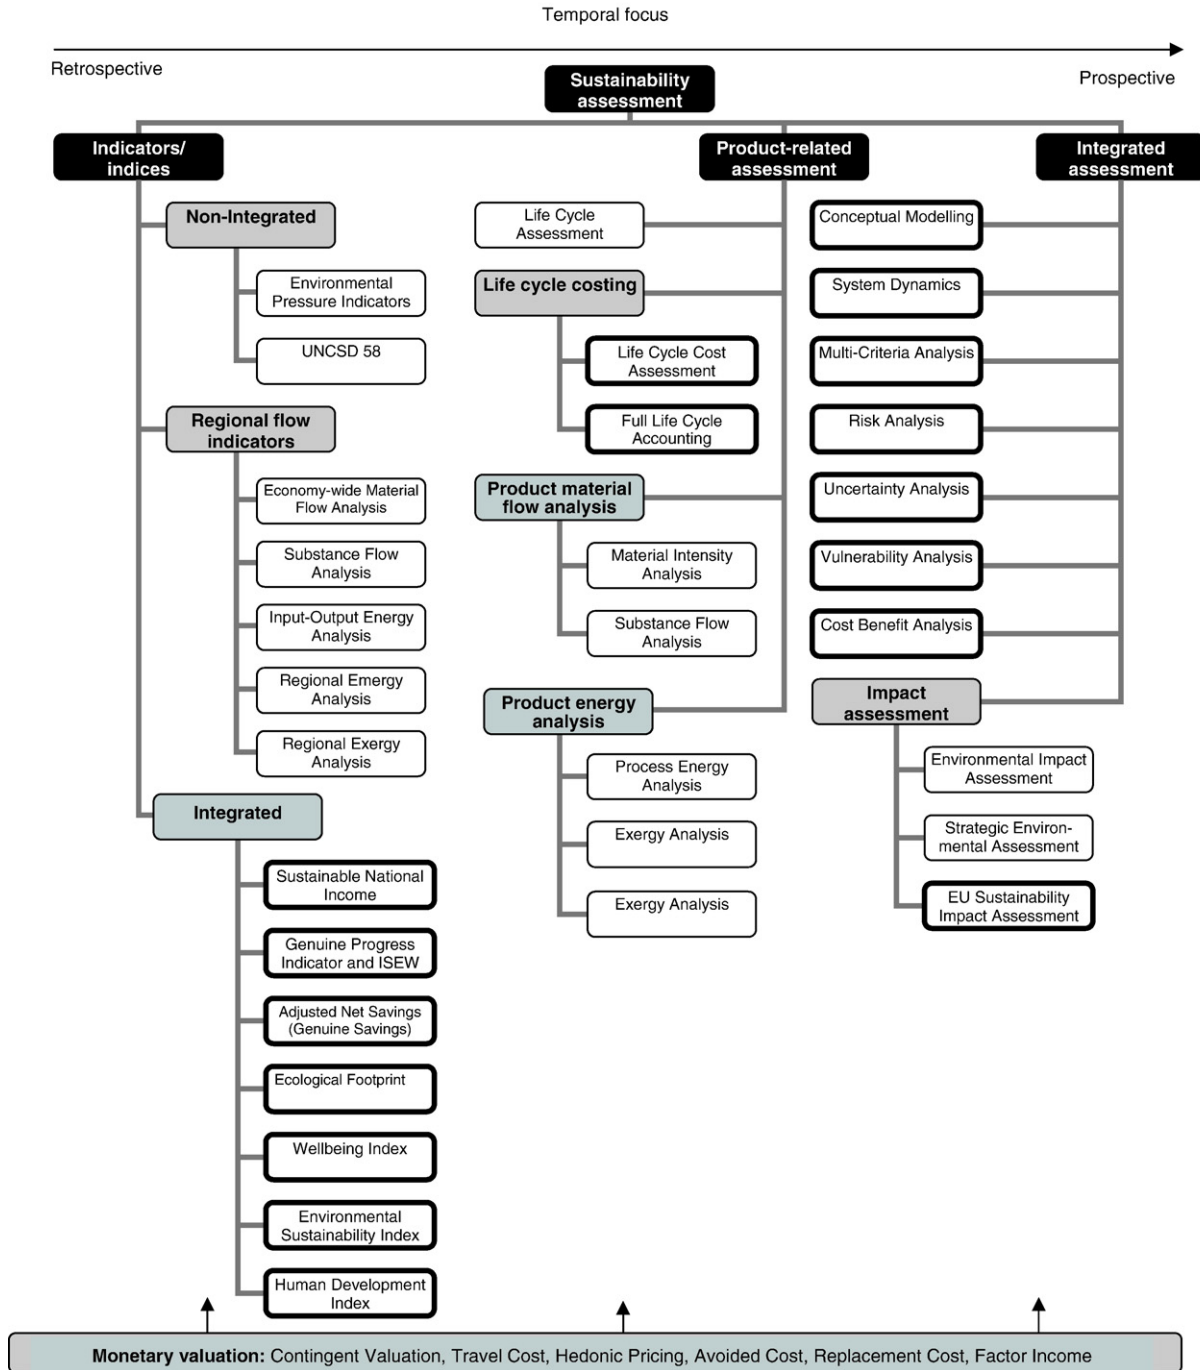 Temporal focus
Retrospective
Prospective
Sustainability
assessment
Indicators/
indices
Non-Integrated
Environmental
Pressure Indicators
UNCSD 58
Regional flow
indicators
Economy-wide Material
Flow Analysis
Substance Flow
Analysis
Input-Output Energy
Analysis
Regional Emergy
Analysis
Regional Exergy
Analysis
Integrated
Sustainable National
Income
Genuine Progress
Indicator and ISEW
Adjusted Net Savings
(Genuine Savings)
Ecological Footprint
Wellbeing Index
Environmental
Sustainability Index
Human Development
Index
Product-related
assessment
Life Cycle
Assessment
Life cycle costing
Life Cycle Cost
Assessment
Full Life Cycle
Accounting
Product material
flow analysis
Material Intensity
Analysis
Substance Flow
Analysis
Product energy
analysis
Process Energy
Analysis
Exergy Analysis
Exergy Analysis
Integrated
assessment
Conceptual Modelling
System Dynamics
Multi-Criteria Analysis
Risk Analysis
Uncertainty Analysis
Vulnerability Analysis
Cost Benefit Analysis
Impact
assessment
Environmental Impact
Assessment
Strategic Environ-
mental Assessment
EU Sustainability
Impact Assessment
Monetary valuation: Contingent Valuation, Travel Cost, Hedonic Pricing, Avoided Cost, Replacement Cost, Factor Income